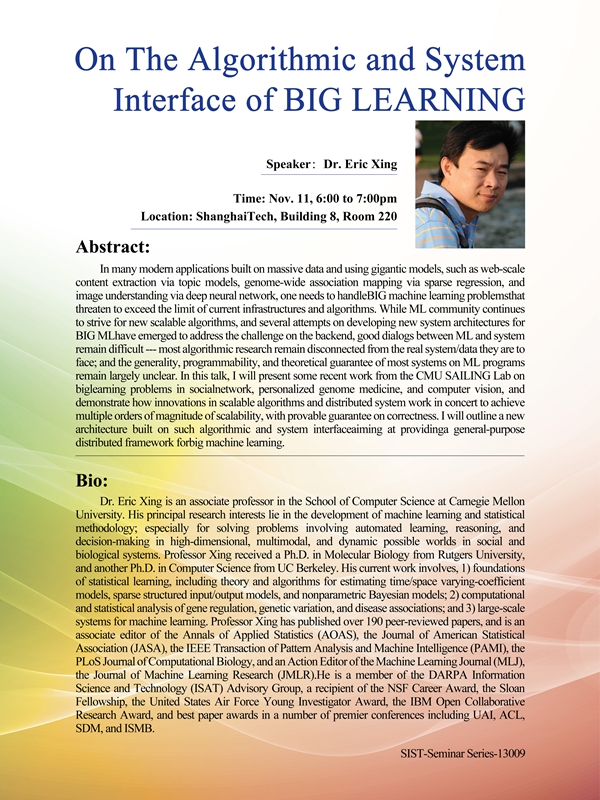 On The Algorithmic and System
Interface of BIG LEARNING
Speaker: Dr. Eric Xing
Time: Nov. 11, 6:00 to 7:00pm
Location: ShanghaiTech, Building 8, Room 220
Abstract:
In many modern applications built on massive data and using gigantic models, such as web-scale
content extraction via topic models, genome-wide association mapping via sparse regression, and
image understanding via deep neural network, one needs to handleBIG machine learning problemsthat
threaten to exceed the limit of current infrastructures and algorithms. While ML community continues
to strive for new scalable algorithms, and several attempts on developing new system architectures for
BIG MLhave emerged to address the challenge on the backend, good dialogs between ML and system
remain difficult --- most algorithmic research remain disconnected from the real system/data they are to
face; and the generality, programmability, and theoretical guarantee of most systems on ML programs
remain largely unclear. In this talk, I will present some recent work from the CMU SAILING Lab on
biglearning problems in socialnetwork, personalized genome medicine, and computer vision, and
demonstrate how innovations in scalable algorithms and distributed system work in concert to achieve
multiple orders of magnitude of scalability, with provable guarantee on correctness. I will outline a new
architecture built on such algorithmic and system interfaceaiming at providinga general-purpose
distributed framework forbig machine learning.
Bio:
Dr. Eric Xing is an associate professor in the School of Computer Science at Carnegie Mellon
University. His principal research interests lie in the development of machine learning and statistical
methodology; especially for solving problems involving automated learning, reasoning, and
decision-making in high-dimensional, multimodal, and dynamic possible worlds in social and
biological systems. Professor Xing received a Ph.D. in Molecular Biology from Rutgers University,
and another Ph.D. in Computer Science from UC Berkeley. His current work involves, 1) foundations
of statistical learning, including theory and algorithms for estimating time/space varying-coefficient
models, sparse structured input/output models, and nonparametric Bayesian models; 2) computational
and statistical analysis of gene regulation, genetic variation, and disease associations; and 3) large-scale
systems for machine learning. Professor Xing has published over 190 peer-reviewed papers, and is an
associate editor of the Annals of Applied Statistics (AOAS), the Journal of American Statistical
Association (JASA), the IEEE Transaction of Pattern Analysis and Machine Intelligence (PAMI), the
PLoS Journal of Computational Biology, and an Action Editor of the Machine Learning Journal (MLJ),
the Journal of Machine Learning Research (JMLR).He is a member of the DARPA Information
Science and Technology (ISAT) Advisory Group, a recipient of the NSF Career Award, the Sloan
Fellowship, the United States Air Force Young Investigator Award, the IBM Open Collaborative
Research Award, and best paper awards in a number of premier conferences including UAI, ACL,
SDM, and ISMB.
SIST-Seminar Series-13009